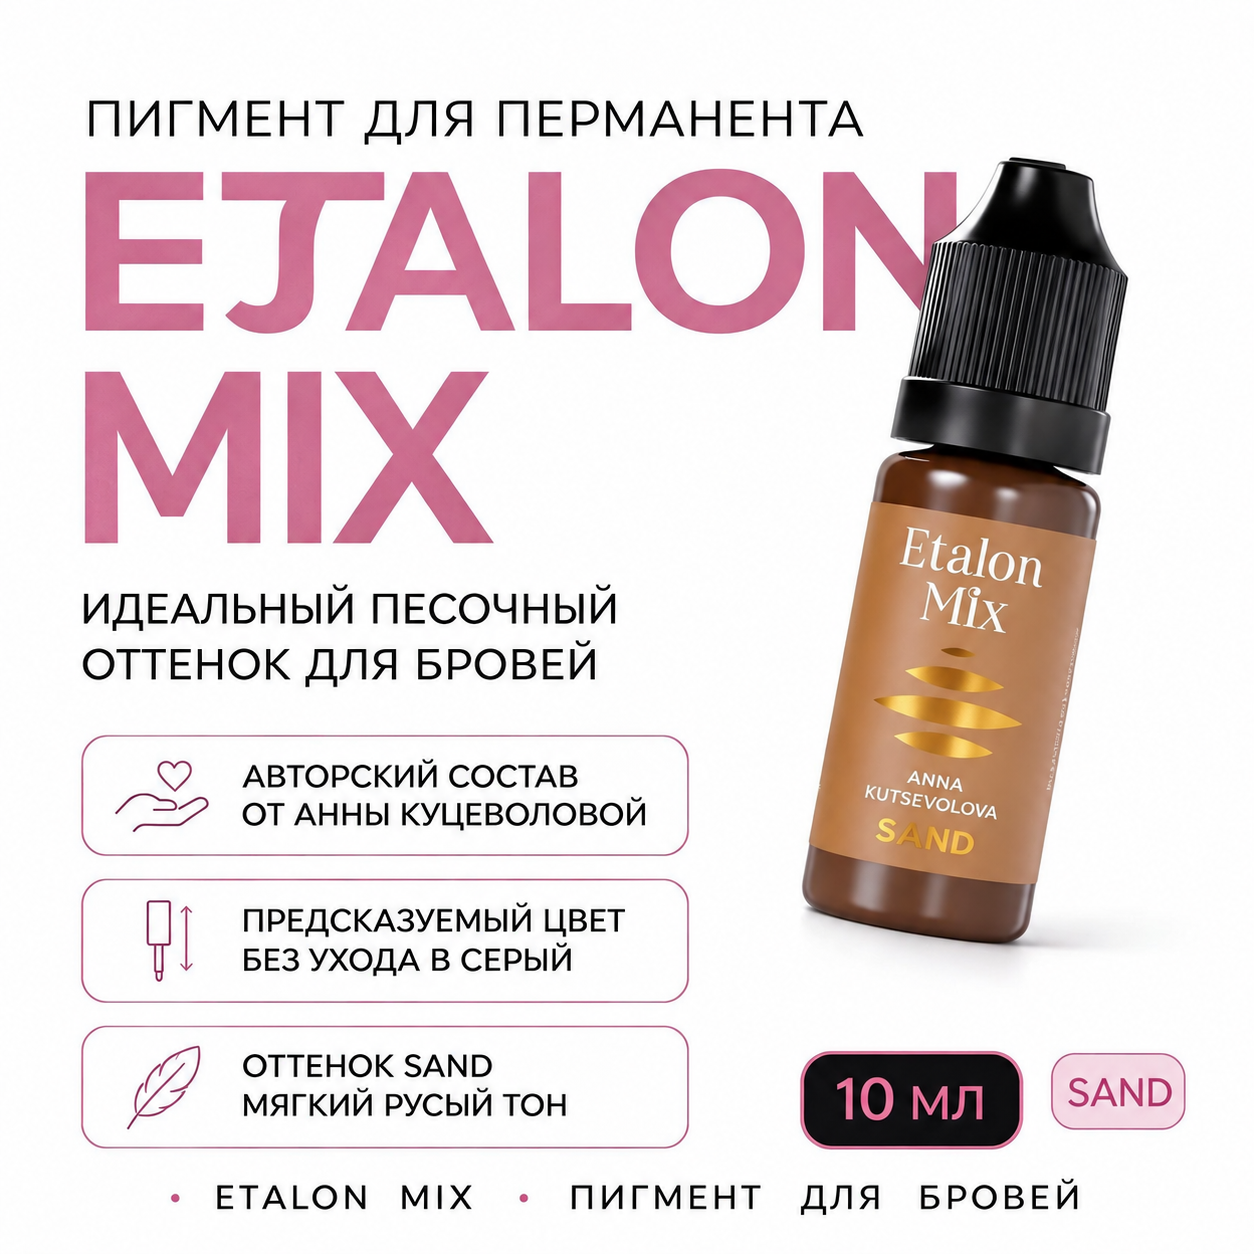 ПИГМЕНТ ДЛЯ ПЕРМАНЕНТА
ETALON
MIX
ИДЕАЛЬНЫЙ ПЕСОЧНЫЙ
ОТТЕНОК ДЛЯ БРОВЕЙ
АВТОРСКИЙ СОСТАВ
ОТ АННЫ КУЦЕВОЛОВОЙ
ПРЕДСКАЗУЕМЫЙ ЦВЕТ
БЕЗ УХОДА В СЕРЫЙ
ОТТЕНОК SAND
МЯГКИЙ РУСЫЙ ТОН
Etalon
Mix
ANNA
KUTSEVOLOVA
SAND
10 МЛ
SAND
• ETALON MIX • ПИГМЕНТ ДЛЯ БРОВЕЙ